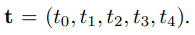 t = (t₀, t₁, t₂, t₃, t₄).